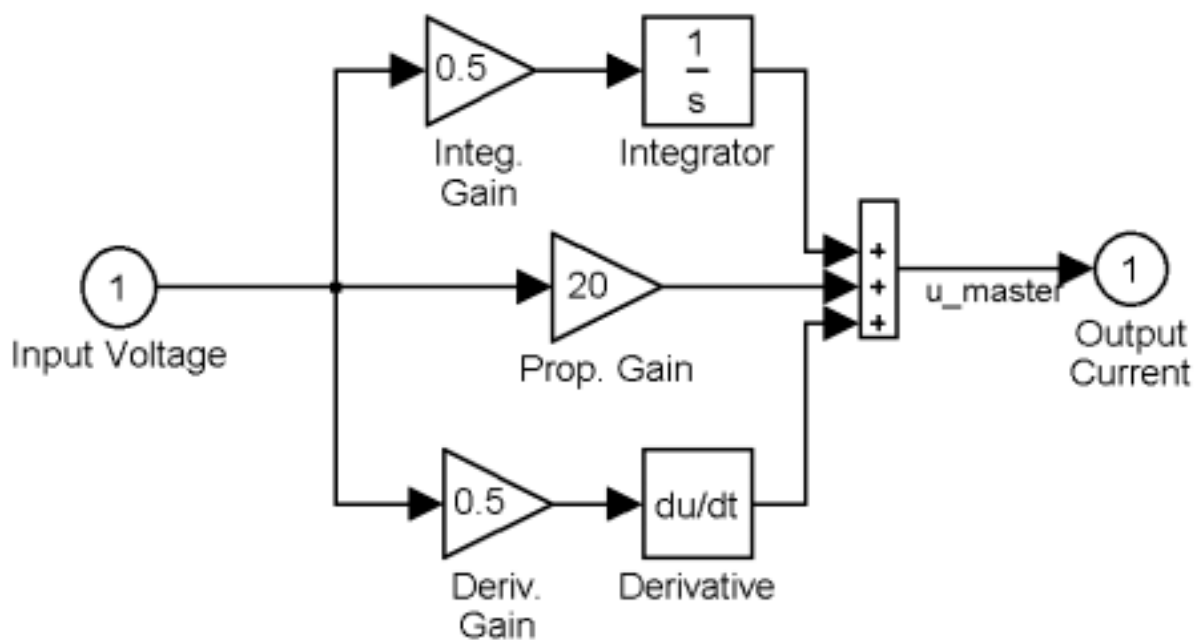 0.5
1
s
Integ.
Gain
Integrator
1
Input Voltage
20
Prop. Gain
+
+
+
u_master
1
Output
Current
0.5
du/dt
Deriv.
Gain
Derivative